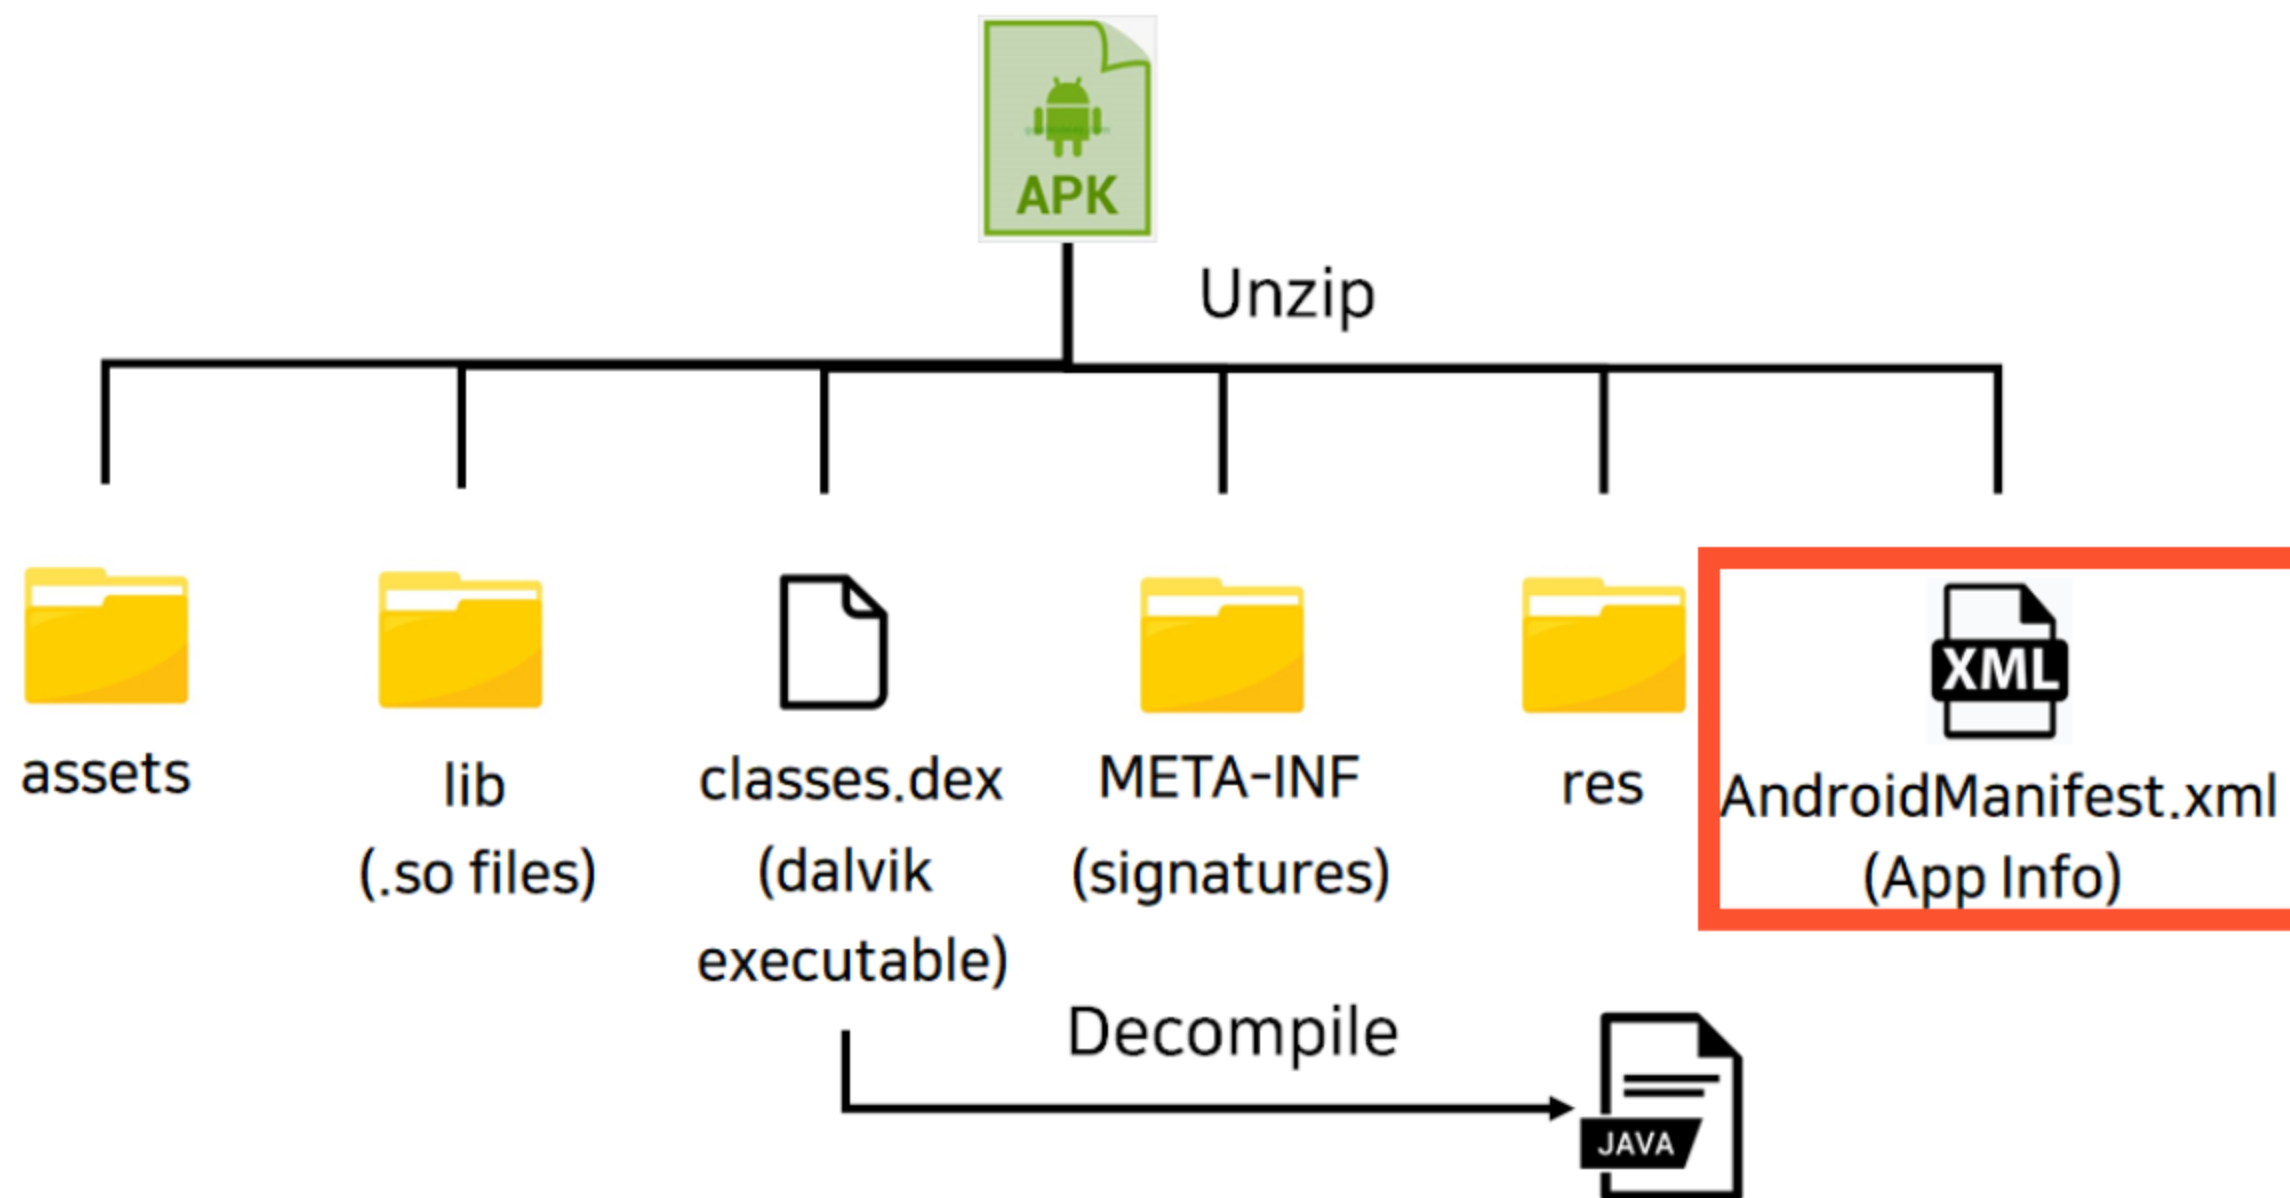 APK
Unzip
XML
assets
lib
(.so files)
classes.dex
(dalvik
executable)
META-INF
(signatures)
res
AndroidManifest.xml
(App Info)
Decompile
JAVA